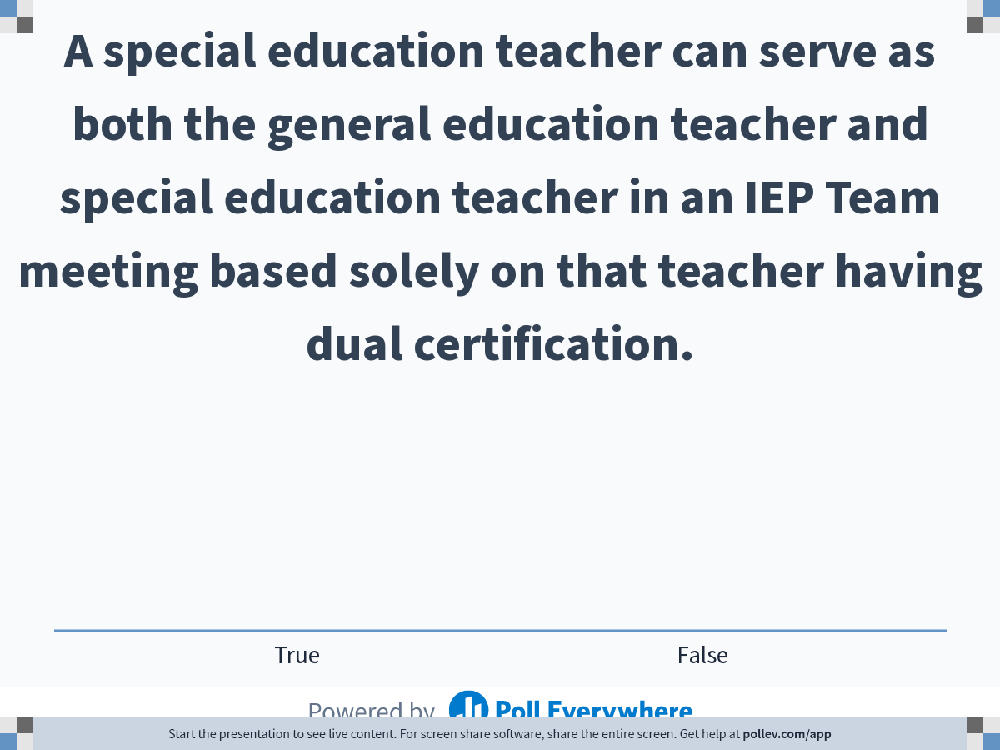 A special education teacher can serve as
both the general education teacher and
special education teacher in an IEP Team
meeting based solely on that teacher having
dual certification.
True
False
Powered by Poll Everywhere
Start the presentation to see live content. For screen share software, share the entire screen. Get help at pollev.com/app